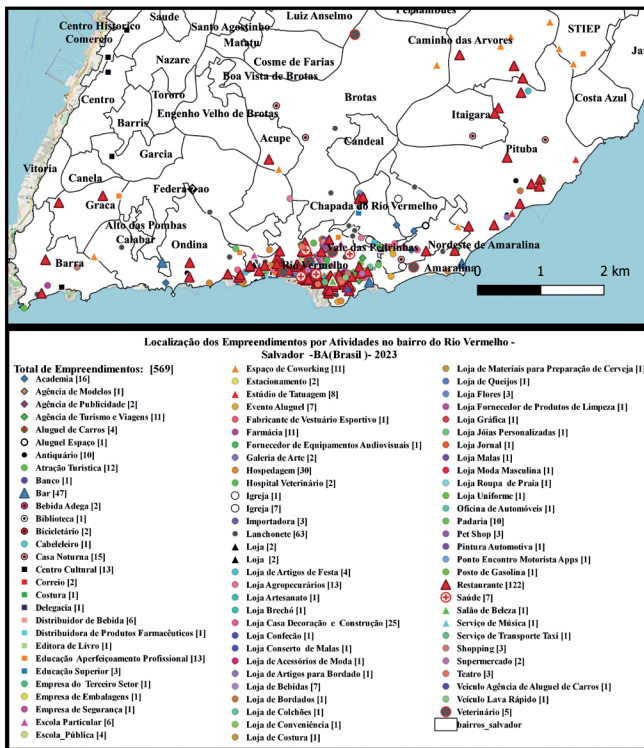 Saude
Luiz Anselmo
Pernambues
Santo Agostinho
STIEP
Centro Historico
Comercio
Matatu
Caminho das Arvores
Cosme de Farias
Nazare
Boa Vista de Brotas
Centro
Tororo
Brotas
Costa Azul
Engenho Velho de Brotas
Itaigara
Barris
Acupe
Candeal
Pituba
Garcia
Vitoria
Canela
Federacao
Graca
Chapada do Rio Vermelho
Alto das Pombas
Calabar
Ondina
Vale das Pedrinhas
Nordeste de Amaralina
Barra
Rio Vermelho
Amaralina
0 1 2 km
Localização dos Empreendimentos por Atividades no bairro do Rio Vermelho -
Salvador -BA(Brasil )- 2023
Total de Empreendimentos: [569]
Academia [16]
Agência de Modelos [1]
Agência de Publicidade [2]
Agência de Turismo e Viagens [11]
Aluguel de Carros [4]
Aluguel Espaço [1]
Antiquário [10]
Atração Turistica [12]
Banco [1]
Bar [47]
Bebida Adega [2]
Biblioteca [1]
Bicicletário [2]
Cabeleleiro [1]
Casa Noturna [15]
Centro Cultural [13]
Correio [2]
Costura [1]
Delegacia [1]
Distribuidor de Bebida [6]
Distribuidora de Produtos Farmacêuticos [1]
Editora de Livro [1]
Educação Aperfeiçoamento Profissional [13]
Educação Superior [3]
Empresa do Terceiro Setor [1]
Empresa de Embalagens [1]
Empresa de Segurança [1]
Escola Particular [6]
Escola_Pública [4]
Espaço de Coworking [11]
Estacionamento [2]
Estúdio de Tatuagem [8]
Evento Aluguel [7]
Fabricante de Vestuário Esportivo [1]
Farmácia [11]
Fornecedor de Equipamentos Audiovisuais [1]
Galeria de Arte [2]
Hospedagem [30]
Hospital Veterinário [2]
Igreja [1]
Igreja [7]
Importadora [3]
Lanchonete [63]
Loja [2]
Loja [2]
Loja de Artigos de Festa [4]
Loja Agropecurários [13]
Loja Artesanato [1]
Loja Brechó [1]
Loja Casa Decoração e Construção [25]
Loja Confecão [1]
Loja Conserto de Malas [1]
Loja de Acessórios de Moda [1]
Loja de Artigos para Bordado [1]
Loja de Bebidas [7]
Loja de Bordados [1]
Loja de Colchões [1]
Loja de Conveniência [1]
Loja de Costura [1]
Loja de Materiais para Preparação de Cerveja [1]
Loja de Queijos [1]
Loja Flores [3]
Loja Fornecedor de Produtos de Limpeza [1]
Loja Gráfica [1]
Loja Jóias Personalizadas [1]
Loja Jornal [1]
Loja Malas [1]
Loja Moda Masculina [1]
Loja Roupa de Praia [1]
Loja Uniforme [1]
Oficina de Automóveis [1]
Padaria [10]
Pet Shop [3]
Pintura Automotiva [1]
Ponto Encontro Motorista Apps [1]
Posto de Gasolina [1]
Restaurante [122]
Saúde [7]
Salão de Beleza [1]
Serviço de Música [1]
Serviço de Transporte Taxi [1]
Shopping [3]
Supermercado [2]
Teatro [3]
Veículo Agência de Aluguel de Carros [1]
Veículo Lava Rápido [1]
Veterinário [5]
bairros_salvador